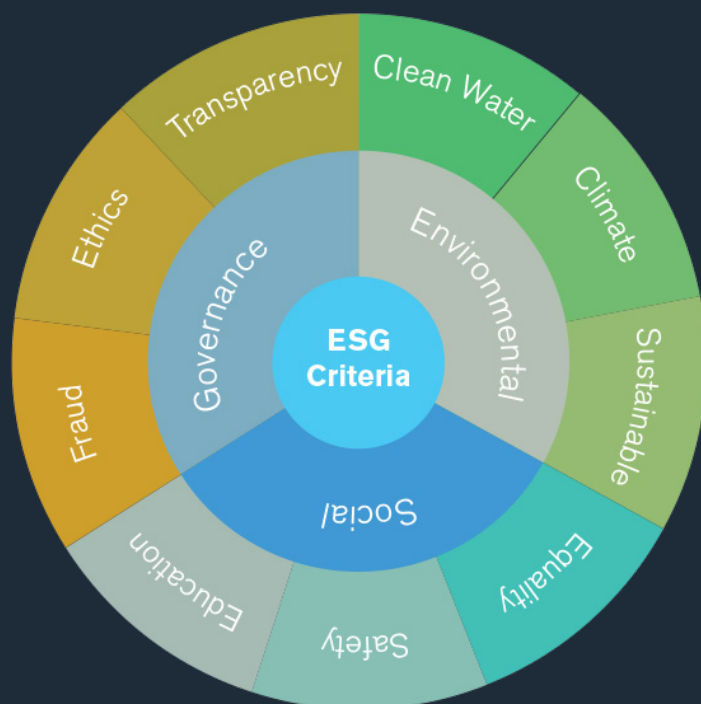 ESG
Criteria
Environmental
Social
Governance
Clean Water
Climate
Sustainable
Equality
Safety
Education
Fraud
Ethics
Transparency